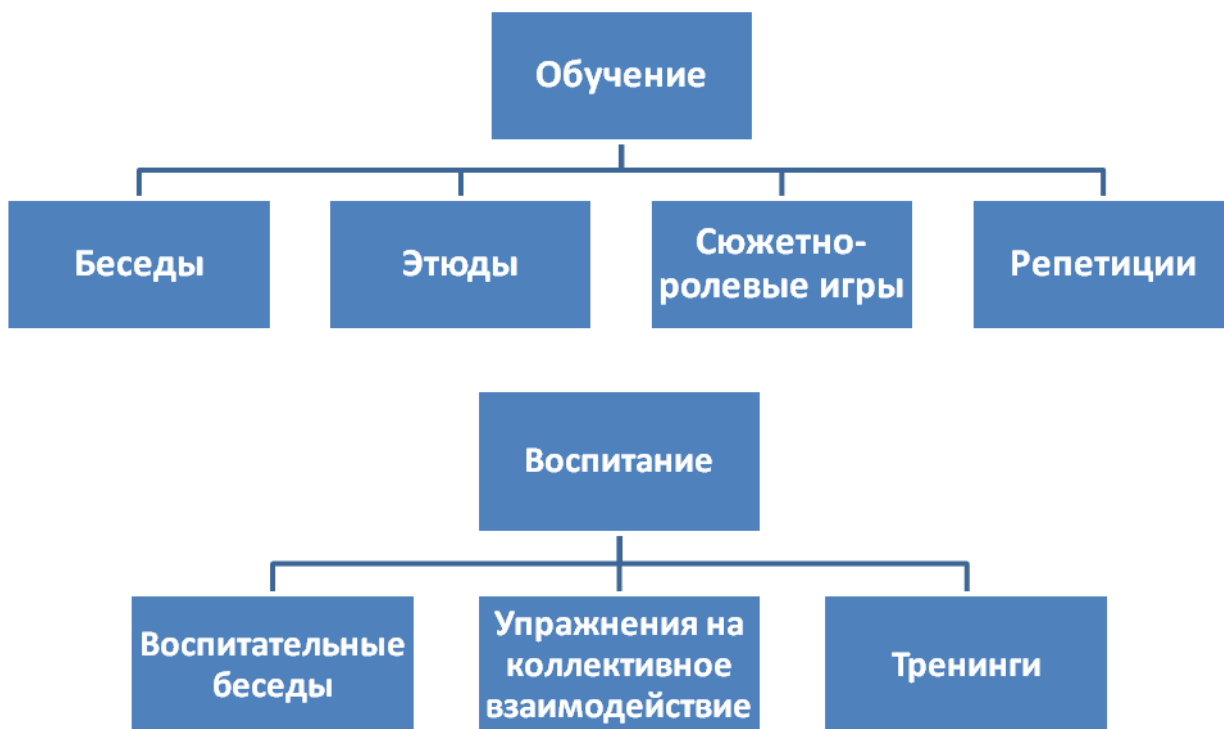 Обучение
Беседы
Этюды
Сюжетно-
ролевые игры
Репетиции
Воспитание
Воспитательные
беседы
Упражнения на
коллективное
взаимодействие
Тренинги